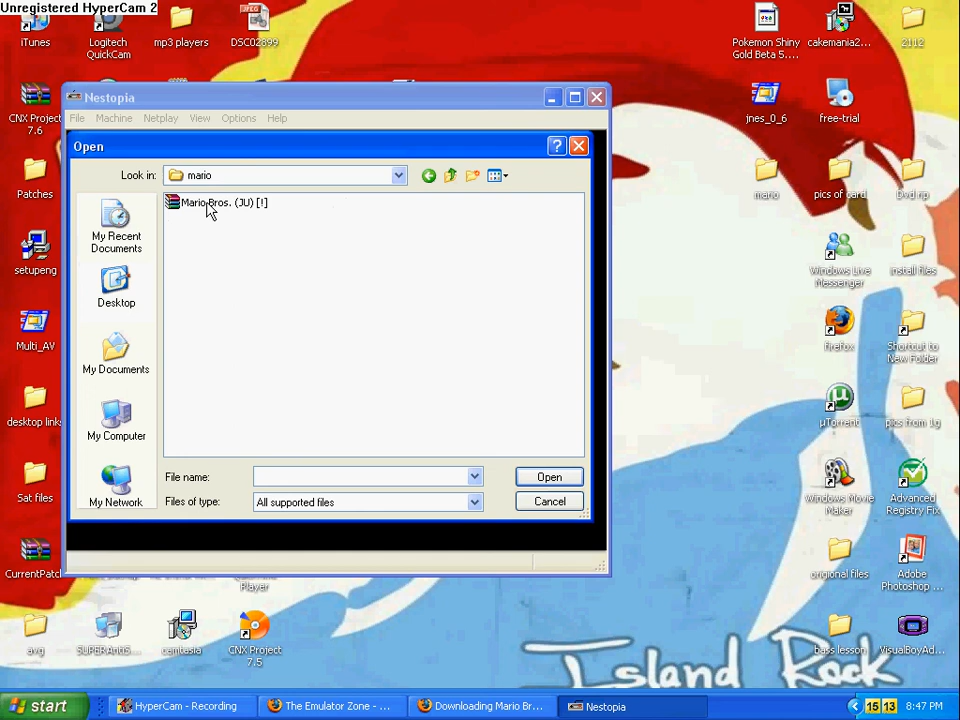 Unregistered HyperCam 2
iTunes
Logitech
QuickCam
mp3 players
DSC02899
Pokemon Shiny
Gold Beta 5....
cakemania2...
2112
CNX Project
7.6
jnes_0_6
free-trial
Patches
mario
pics of card
Dvd rip
setupeng
Windows Live
Messenger
install files
Multi_AV
firefox
Shortcut to
New Folder
desktop links
µTorrent
pics from 1g
Sat files
Windows Movie
Maker
Advanced
Registry Fix
CurrentPatc
Player
origional files
Adobe
Photoshop ...
avg
SUPERAntiS...
camtasia
CNX Project
7.5
bass lesson
VisualBoyAd...
Island Rock
Nestopia
File
Machine
Netplay
View
Options
Help
Open
Look in:
mario
Mario Bros. (JU) [!]
My Recent
Documents
Desktop
My Documents
My Computer
My Network
File name:
Open
Files of type:
All supported files
Cancel
start
HyperCam - Recording
The Emulator Zone - ...
Downloading Mario Br...
Nestopia
15 13
8:47 PM